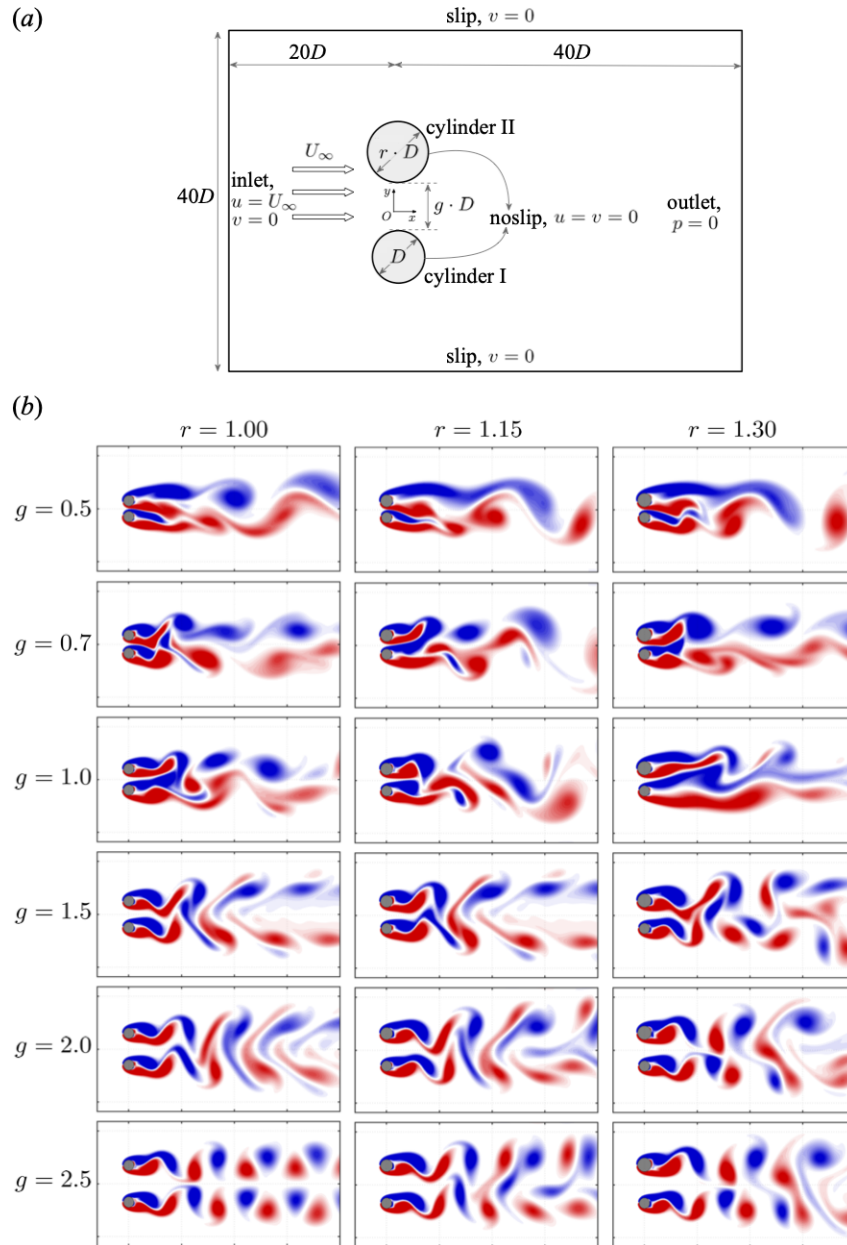 (a)
slip, v = 0
20D
40D
cylinder II
r · D
U∞
inlet,
u = U∞
v = 0
40D
y
O
x
g · D
noslip, u = v = 0
outlet,
p = 0
D
cylinder I
slip, v = 0
(b)
r = 1.00
r = 1.15
r = 1.30
g = 0.5
g = 0.7
g = 1.0
g = 1.5
g = 2.0
g = 2.5